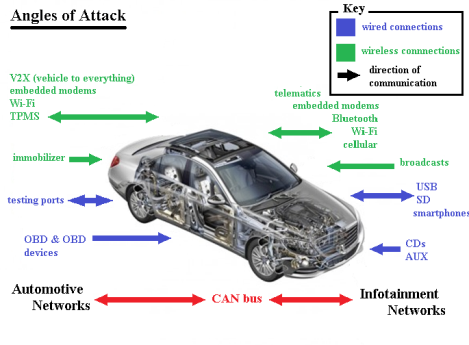 Angles of Attack
Key
wired connections
wireless comnnections
direction of
communication
V2X (vehicle to everything)
embedded modems
Wi-Fi
TPMS
telematics
embedded modems
Bluetooth
Wi-Fi
cellular
immobilizer
broadcasts
testing ports
USB
SD
smartphones
OBD & OBD
devices
CDs
AUX
Automotive
Networks
CAN bus
Infotainment
Networks